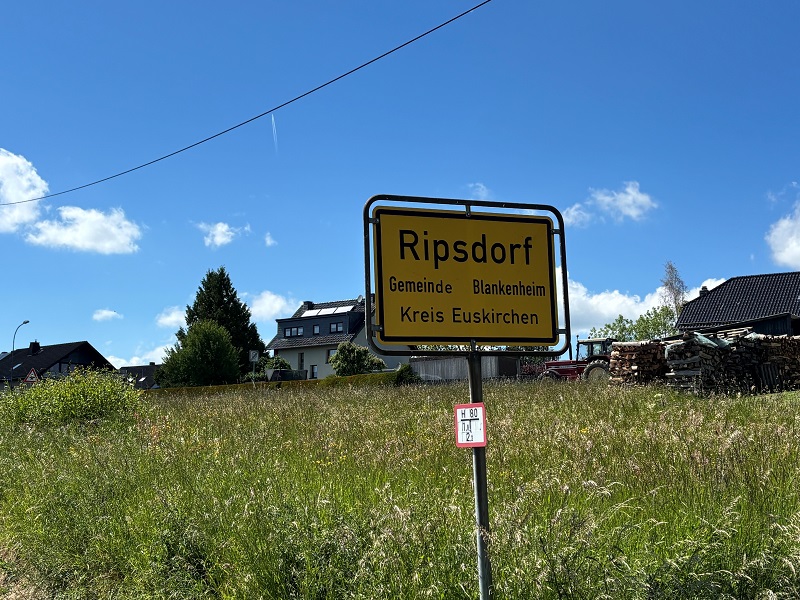 Ripsdorf
Gemeinde Blankenheim
Kreis Euskirchen
H 80